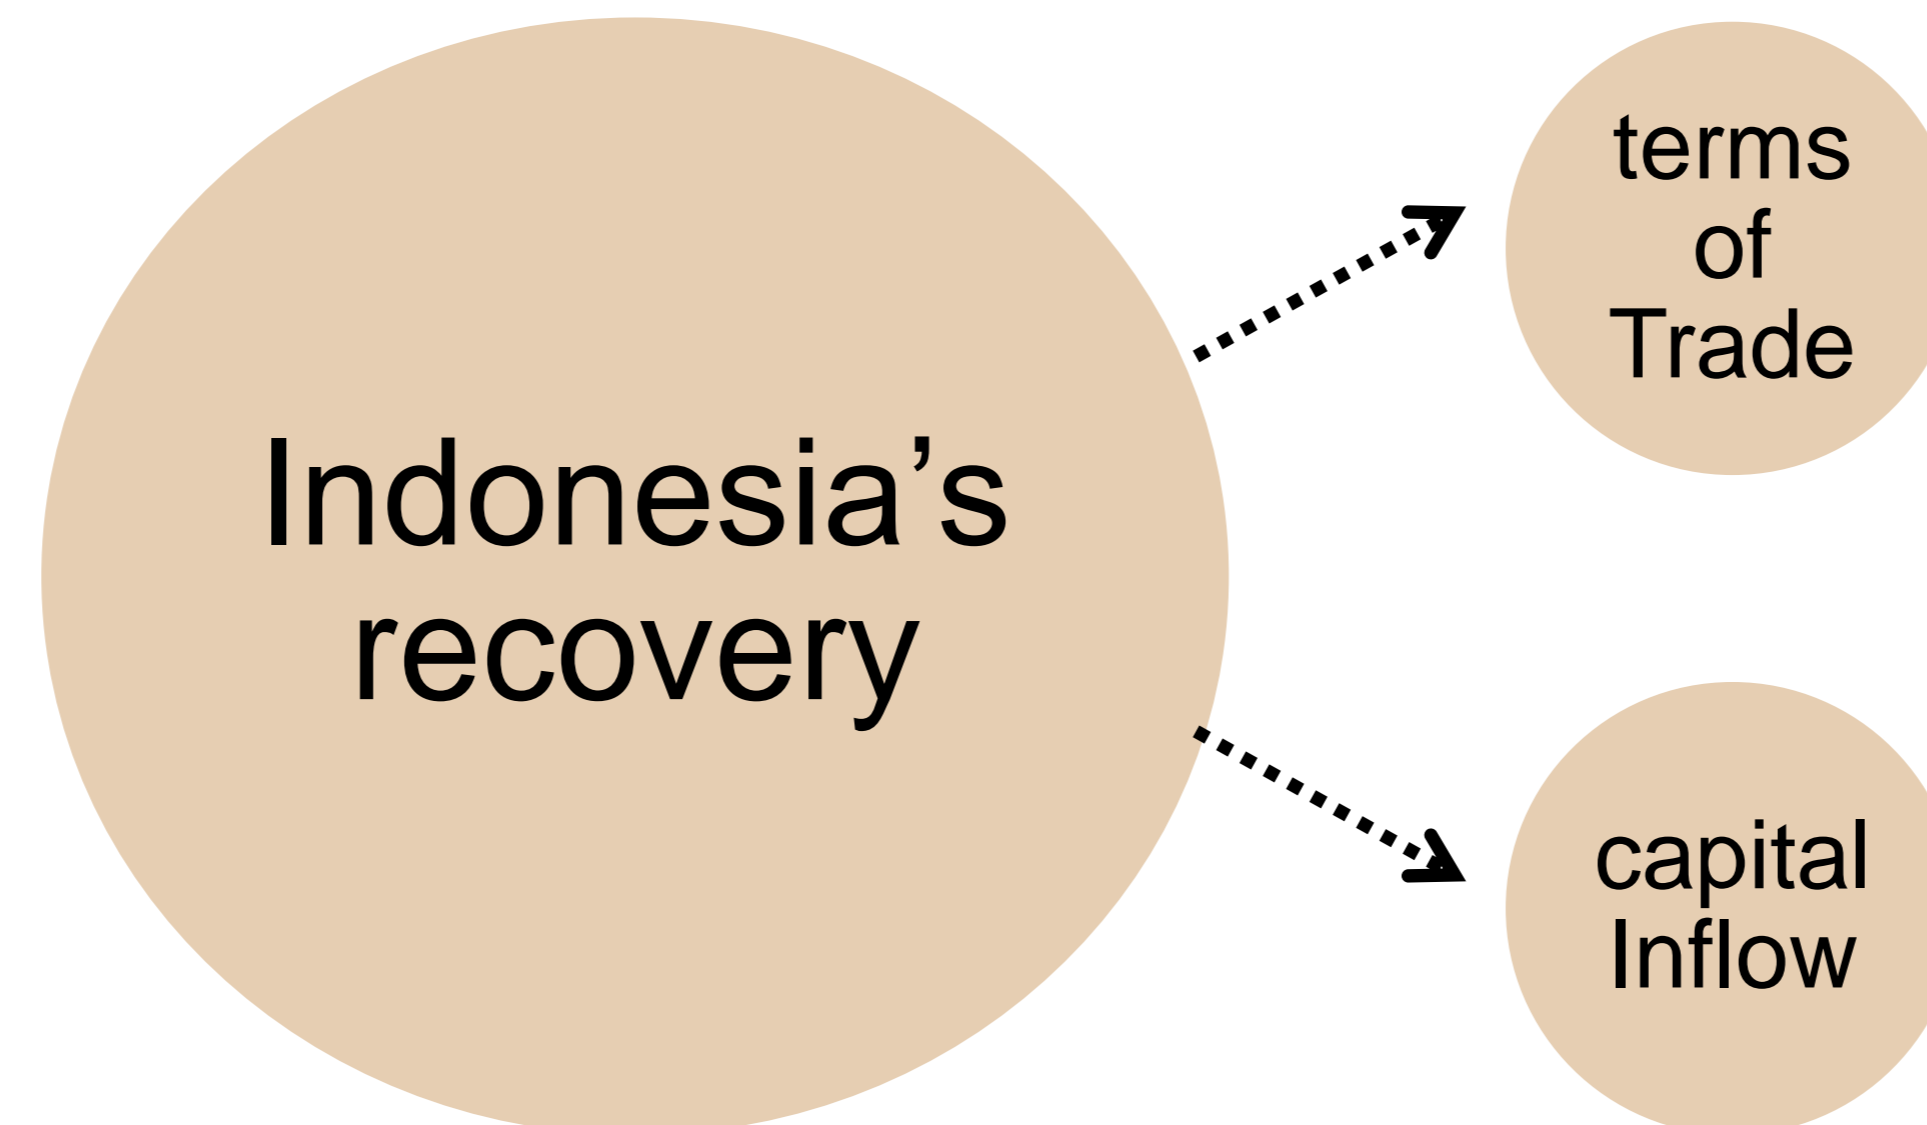 Indonesia’s
recovery
terms
of
Trade
capital
Inflow